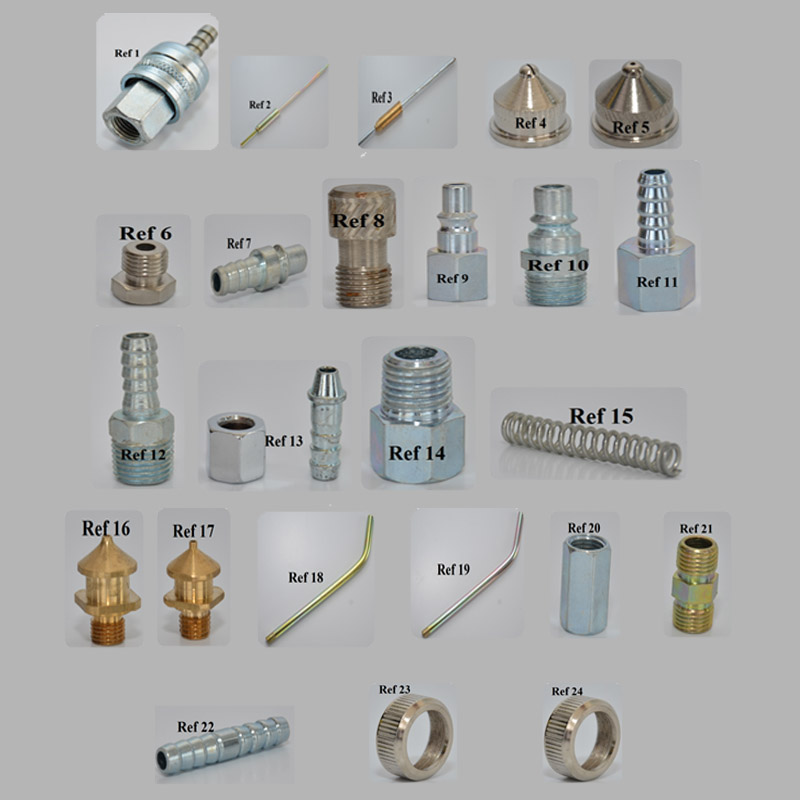 Ref 1
Ref 2
Ref 3
Ref 4
Ref 5
Ref 6
Ref 7
Ref 8
Ref 9
Ref 10
Ref 11
Ref 12
Ref 13
Ref 14
Ref 15
Ref 16
Ref 17
Ref 18
Ref 19
Ref 20
Ref 21
Ref 22
Ref 23
Ref 24